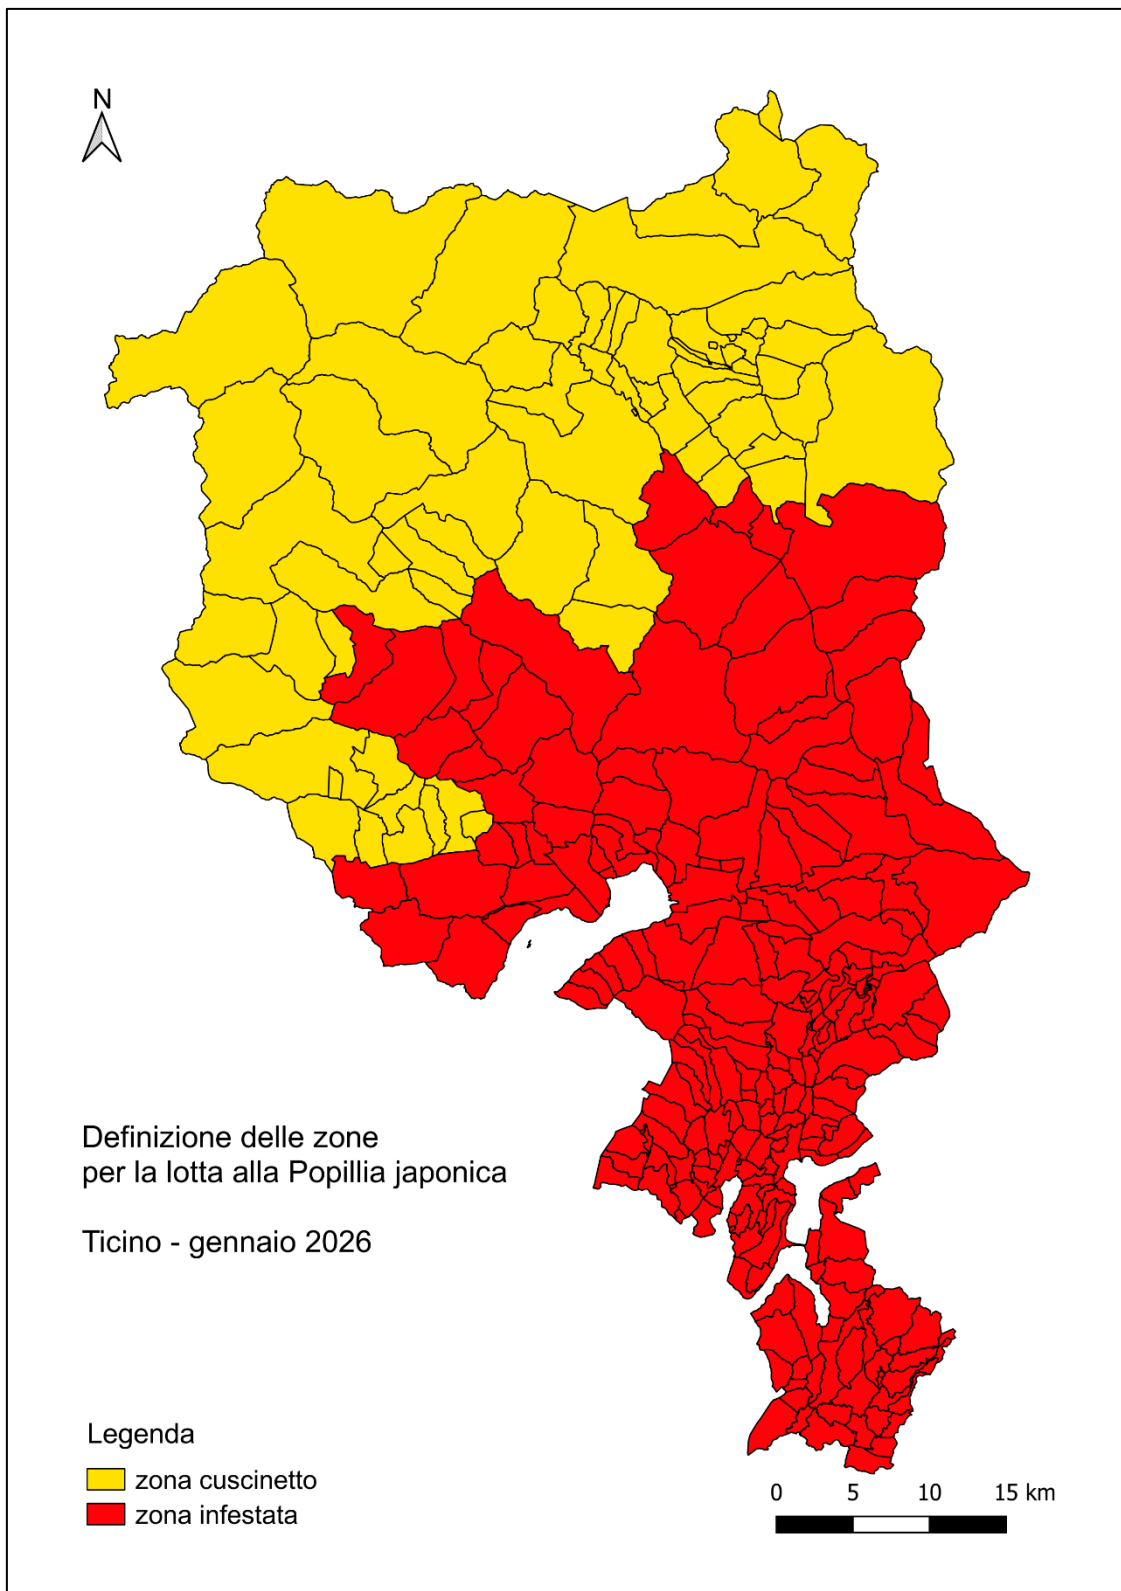 N
Definizione delle zone
per la lotta alla Popillia japonica
Ticino - gennaio 2026
Legenda
zona cuscinetto
zona infestata
0 5 10 15 km